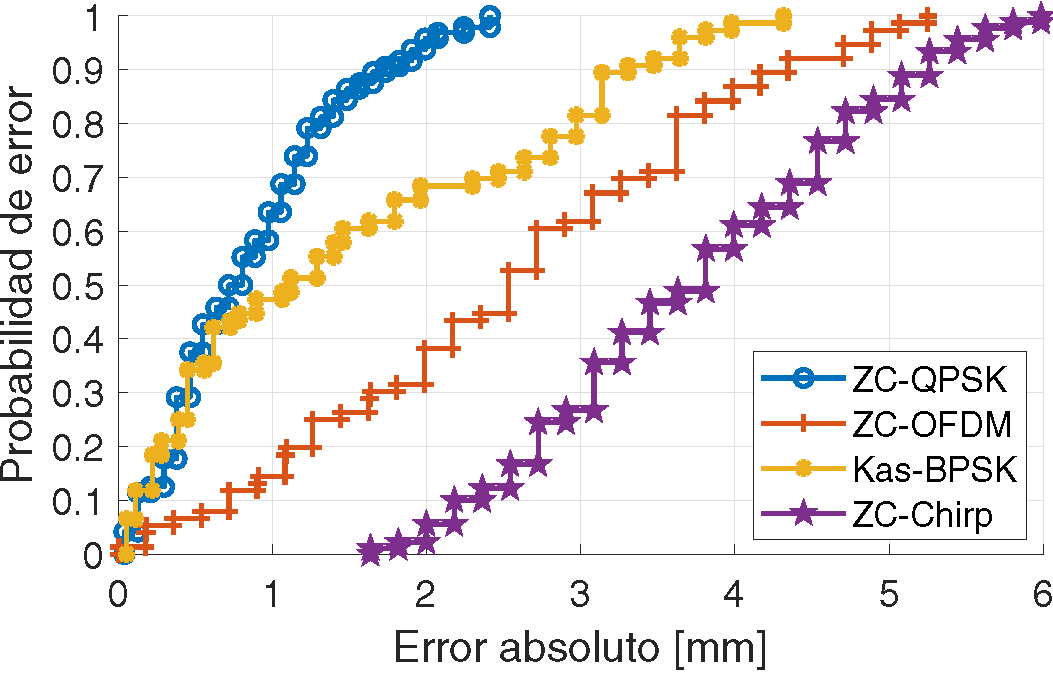 Probabilidad de error
1
0.9
0.8
0.7
0.6
0.5
0.4
0.3
0.2
0.1
0
0 1 2 3 4 5 6
Error absoluto [mm]
ZC-QPSK
ZC-OFDM
Kas-BPSK
ZC-Chirp